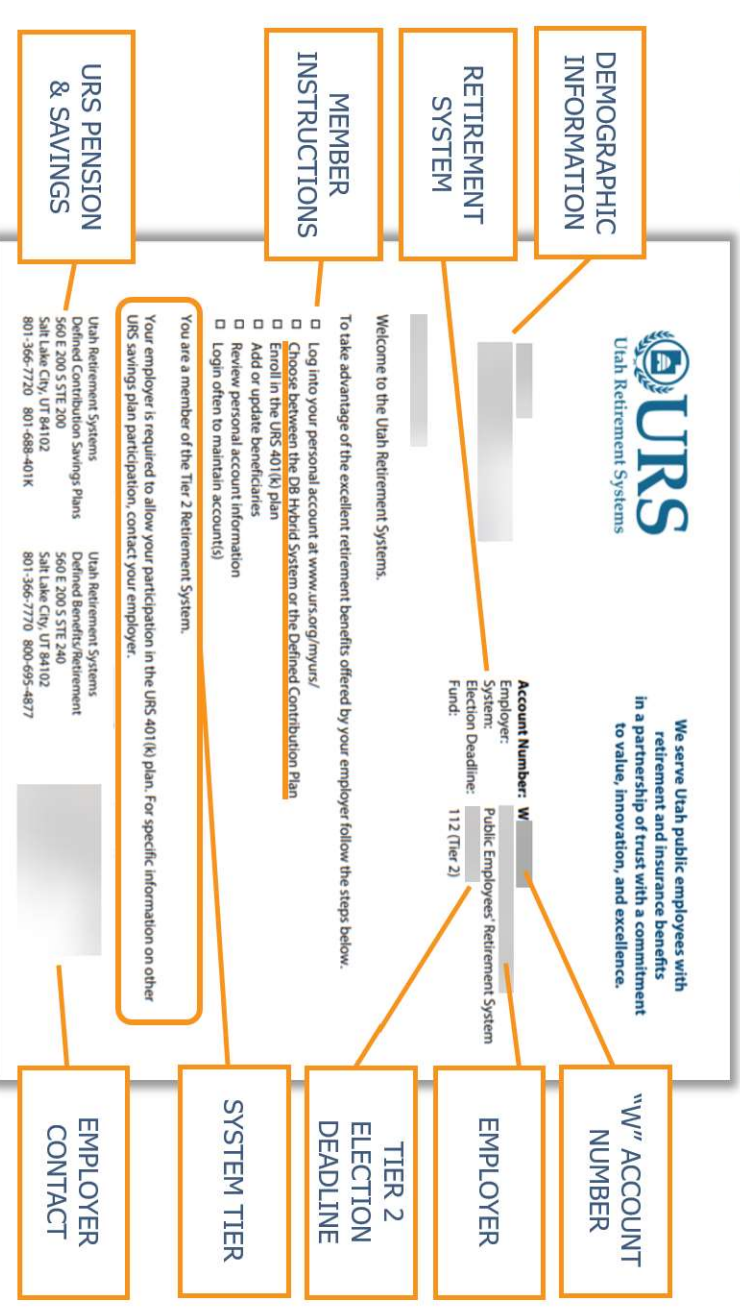 DEMOGRAPHIC
INFORMATION
RETIREMENT
SYSTEM
MEMBER
INSTRUCTIONS
URS PENSION
& SAVINGS
URS
Utah Retirement Systems
We serve Utah public employees with
retirement and insurance benefits
in a partnership of trust with a commitment
to value, innovation, and excellence.
Account Number: W
Employer:
System: Public Employees' Retirement System
Election Deadline:
Fund: 112 (Tier 2)
Welcome to the Utah Retirement Systems.
To take advantage of the excellent retirement benefits offered by your employer follow the steps below.
□ Log into your personal account at www.urs.org/myurs/
□ Choose between the DB Hybrid System or the Defined Contribution Plan
□ Enroll in the URS 401(k) plan
□ Add or update beneficiaries
□ Review personal account information
□ Login often to maintain account(s)
You are a member of the Tier 2 Retirement System.
Your employer is required to allow your participation in the URS 401(k) plan. For specific information on other
URS savings plan participation, contact your employer.
Utah Retirement Systems
Defined Contribution Savings Plans
560 E 200 S STE 200
Salt Lake City, UT 84102
801-366-7720 801-688-401K
Utah Retirement Systems
Defined Benefits/Retirement
560 E 200 S STE 240
Salt Lake City, UT 84102
801-366-7770 800-695-4877
"W" ACCOUNT
NUMBER
EMPLOYER
TIER 2
ELECTION
DEADLINE
SYSTEM TIER
EMPLOYER
CONTACT